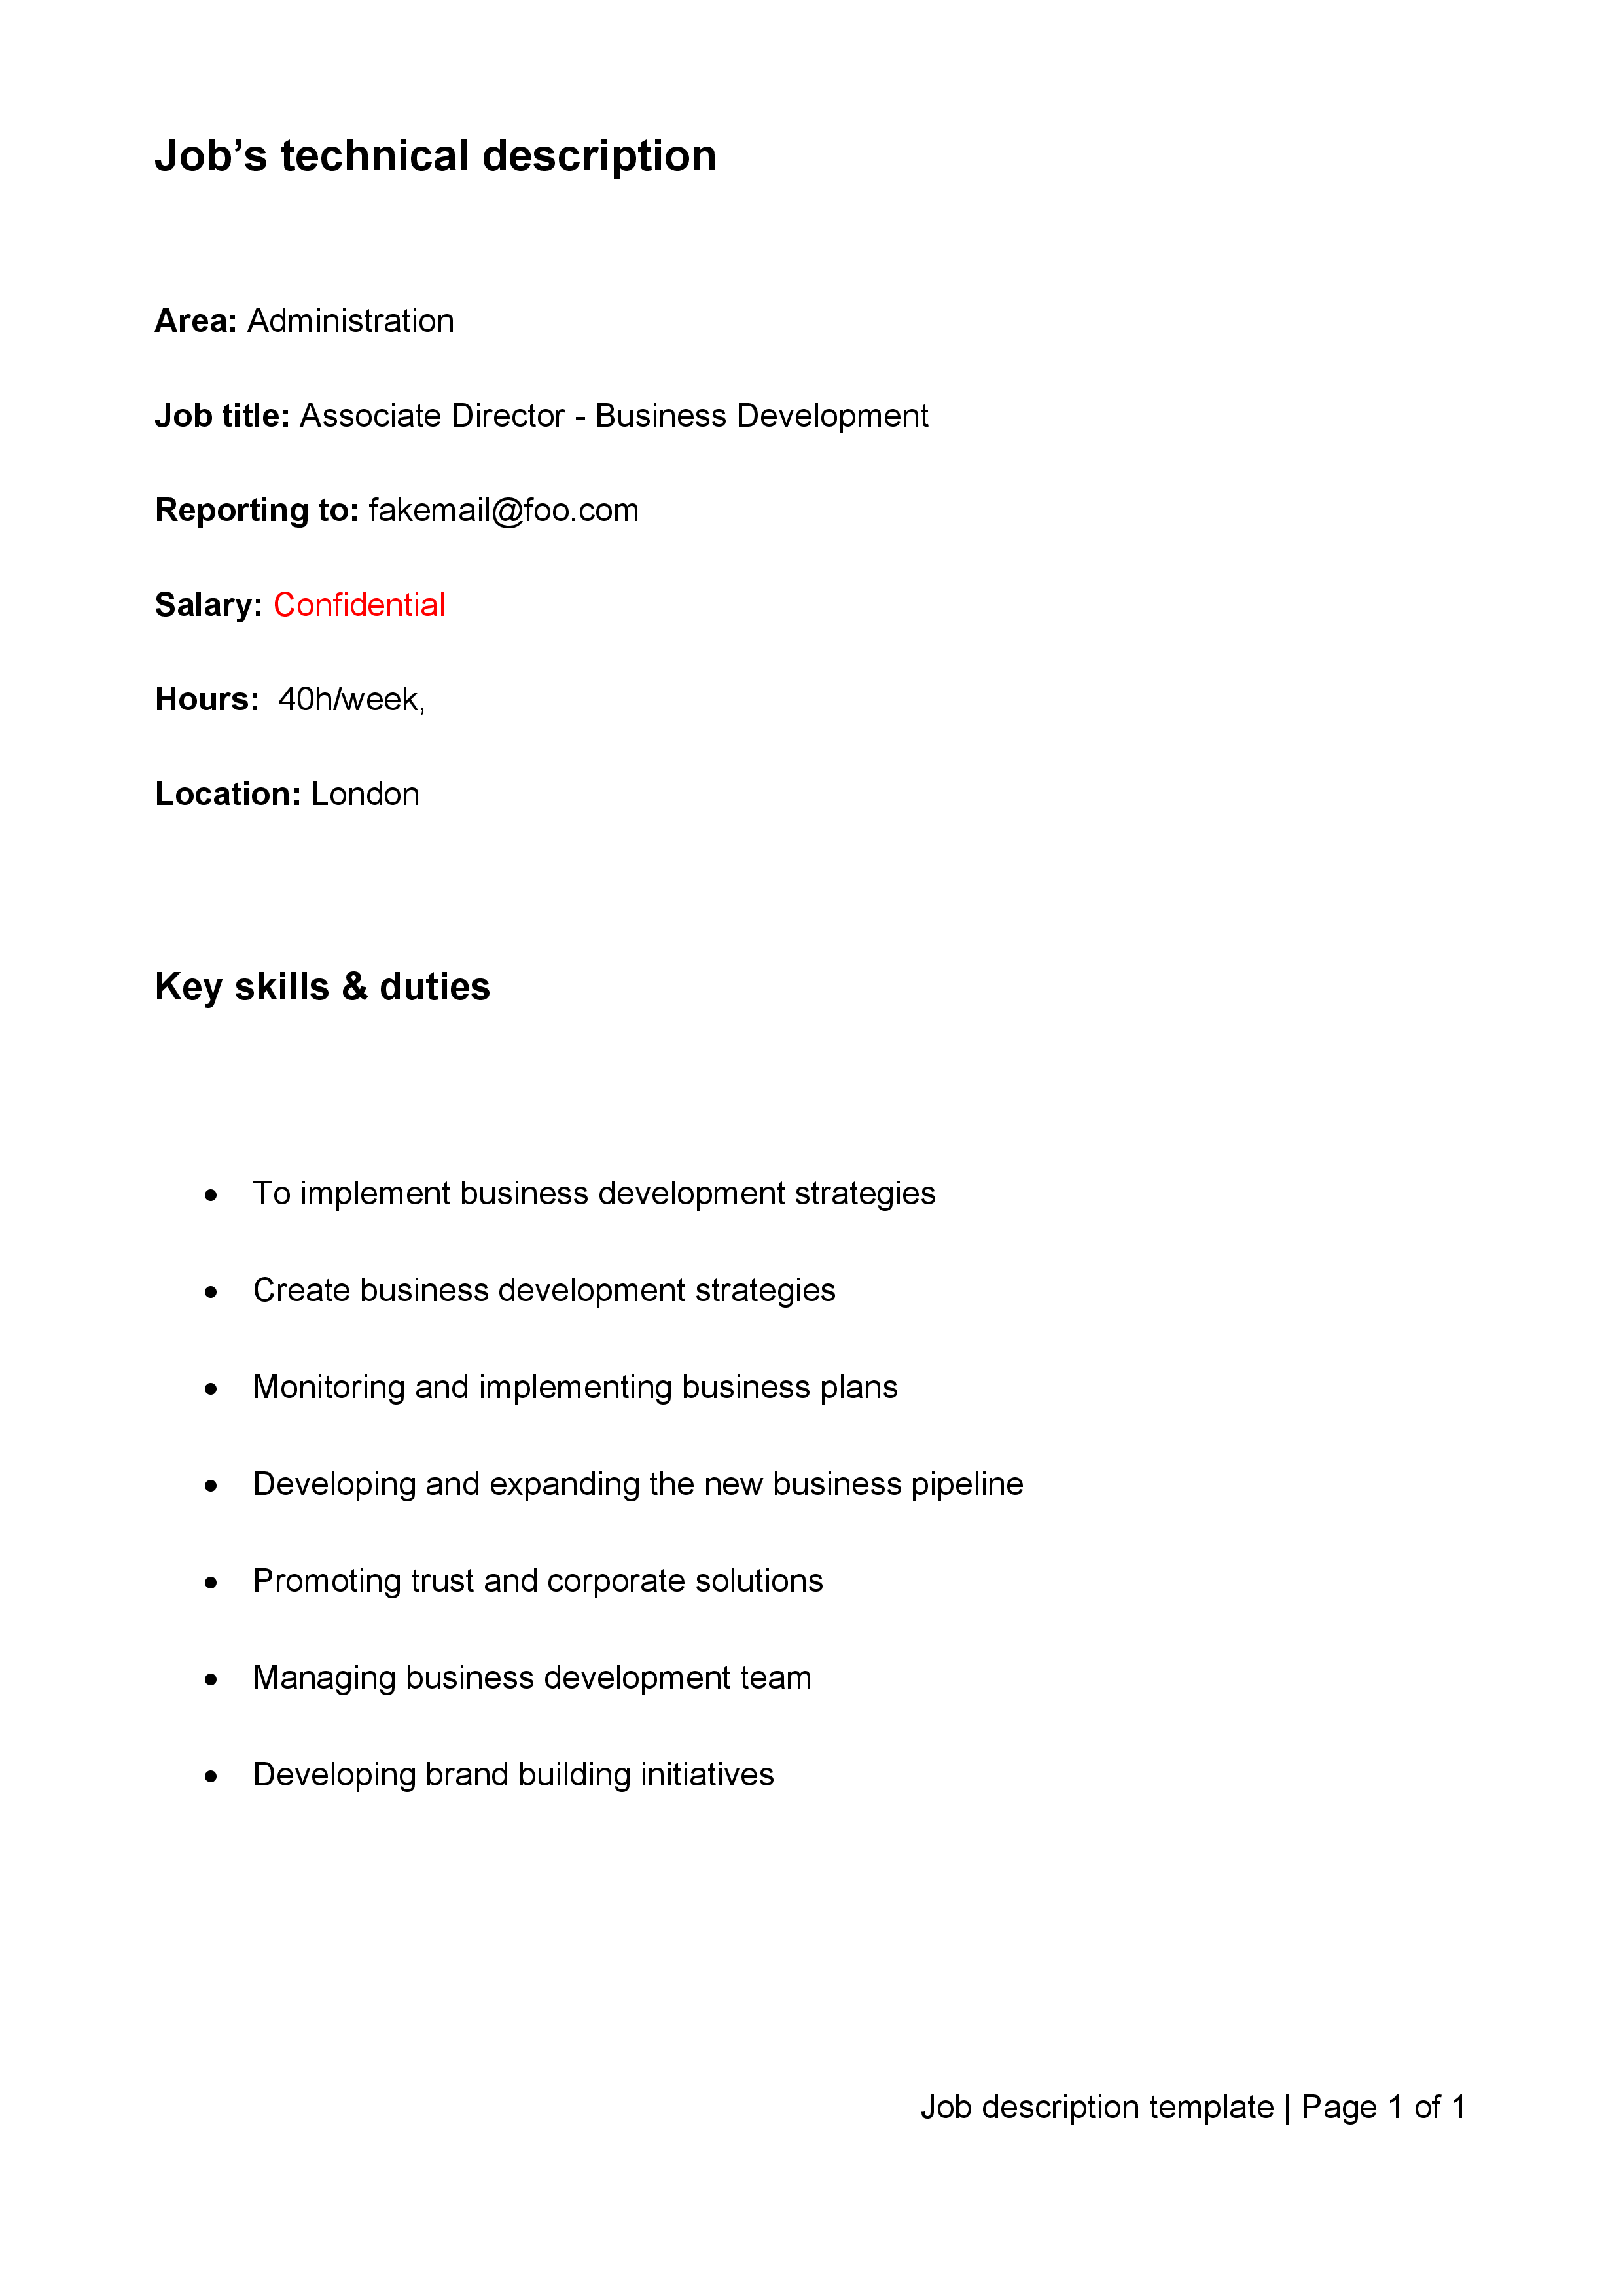 Job’s technical description
Area: Administration
Job title: Associate Director - Business Development
Reporting to: fakemail@foo.com
Salary: Confidential
Hours:  40h/week,
Location: London
Key skills & duties
• To implement business development strategies
• Create business development strategies
• Monitoring and implementing business plans
• Developing and expanding the new business pipeline
• Promoting trust and corporate solutions
• Managing business development team
• Developing brand building initiatives
Job description template | Page 1 of 1